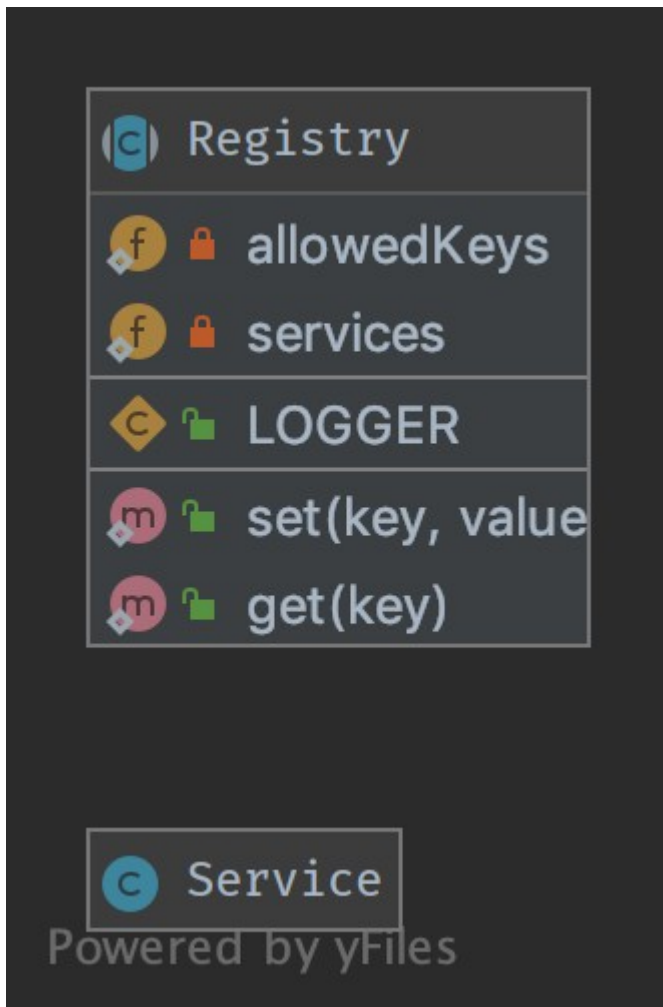 C Registry
f allowedKeys
f services
C LOGGER
m set(key, value
m get(key)
C Service
Powered by yFiles